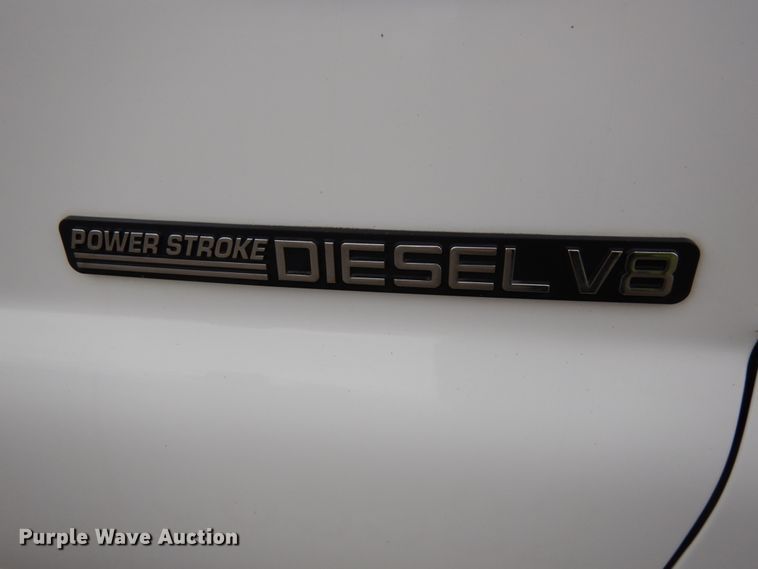 POWER STROKE DIESEL V8
Purple Wave Auction